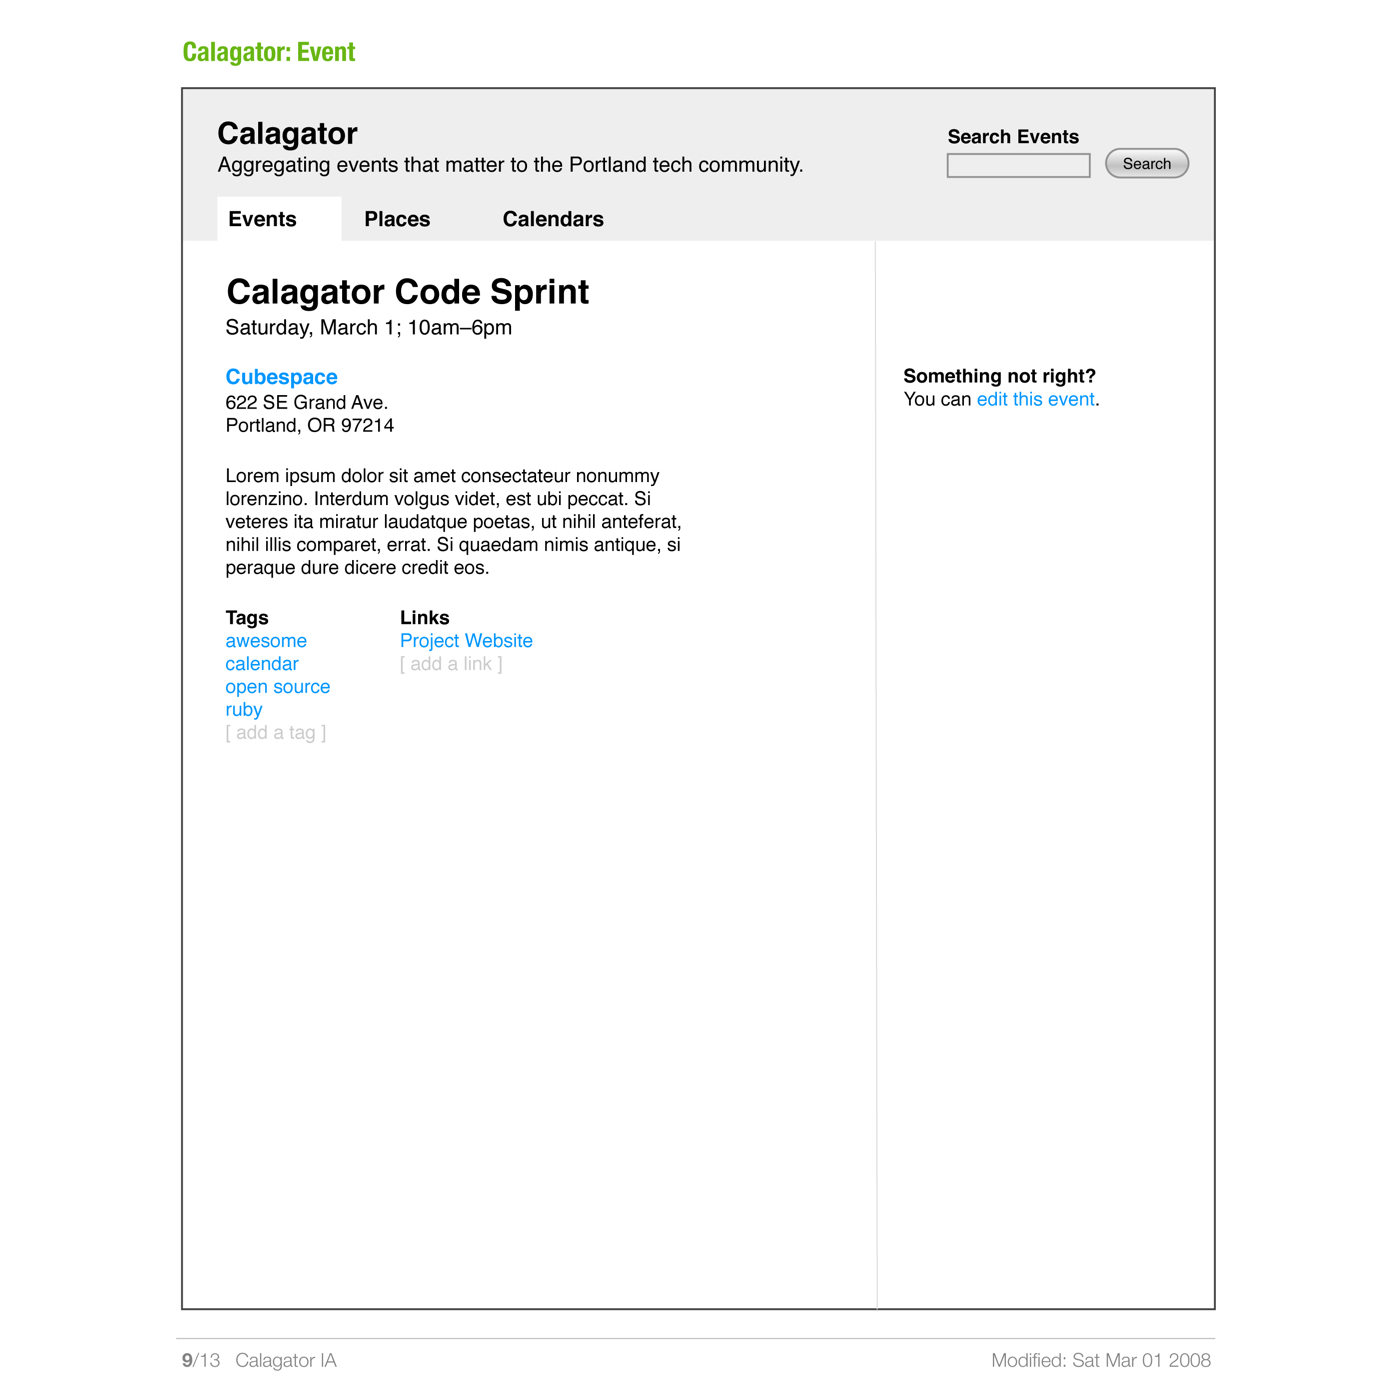 Calagator: Event
Calagator
Aggregating events that matter to the Portland tech community.
Search Events
Search
Events
Places
Calendars
Calagator Code Sprint
Saturday, March 1; 10am–6pm
Cubespace
622 SE Grand Ave.
Portland, OR 97214
Something not right?
You can edit this event.
Lorem ipsum dolor sit amet consectateur nonummy
lorenzino. Interdum volgus videt, est ubi peccat. Si
veteres ita miratur laudatque poetas, ut nihil anteferat,
nihil illis comparet, errat. Si quaedam nimis antique, si
peraque dure dicere credit eos.
Tags
awesome
calendar
open source
ruby
[ add a tag ]
Links
Project Website
[ add a link ]
9/13 Calagator IA
Modified: Sat Mar 01 2008